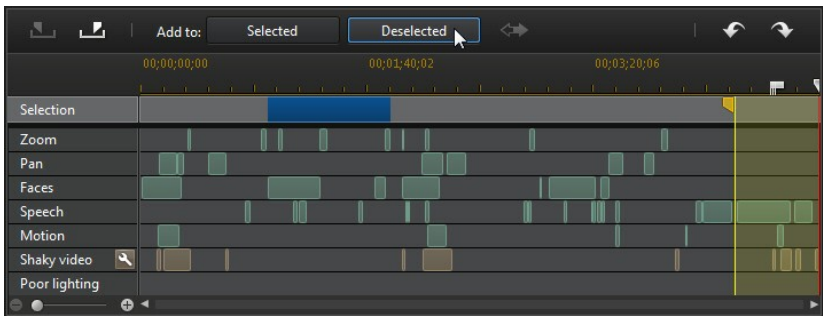 Add to: Selected Deselected
00;00;00;00 00;01;40;02 00;03;20;06
Selection
Zoom
Pan
Faces
Speech
Motion
Shaky video
Poor lighting